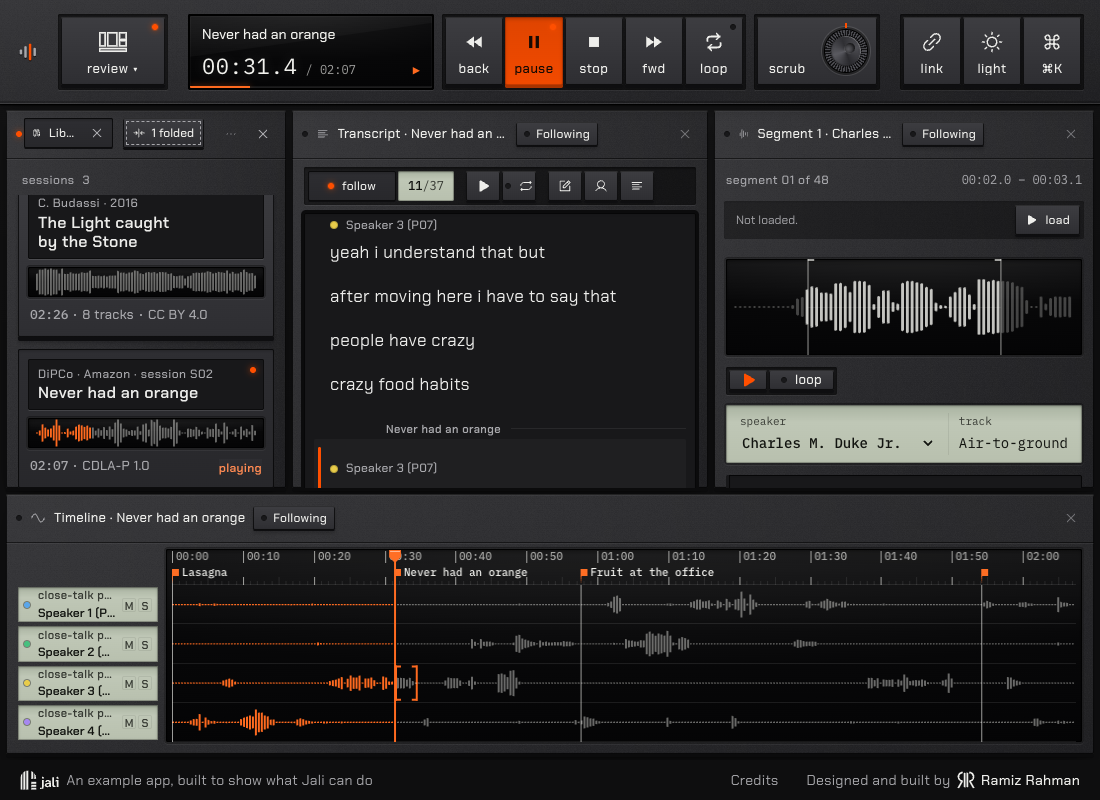 Never had an orange
00:31.4 / 02:07
review
back
pause
stop
fwd
loop
scrub
link
light
⌘K
Lib...
1 folded
...
Transcript · Never had an ...
Following
Segment 1 · Charles ...
Following
sessions 3
C. Budassi · 2016
The Light caught
by the Stone
02:26 · 8 tracks · CC BY 4.0
DiPCo · Amazon · session S02
Never had an orange
02:07 · CDLA-P 1.0
playing
follow
11/37
Speaker 3 (P07)
yeah i understand that but
after moving here i have to say that
people have crazy
crazy food habits
Never had an orange
Speaker 3 (P07)
segment 01 of 48
00:02.0 – 00:03.1
Not loaded.
load
loop
speaker
Charles M. Duke Jr.
track
Air-to-ground
Timeline · Never had an orange
Following
00:00 00:10 00:20 :30 00:40 00:50 01:00 01:10 01:20 01:30 01:40 01:50 02:00
Lasagna
Never had an orange
Fruit at the office
close-talk p...
Speaker 1 (P... M S
close-talk p...
Speaker 2 (... M S
close-talk p...
Speaker 3 (... M S
close-talk p...
Speaker 4 (... M S
jali An example app, built to show what Jali can do
Credits
Designed and built by Ramiz Rahman